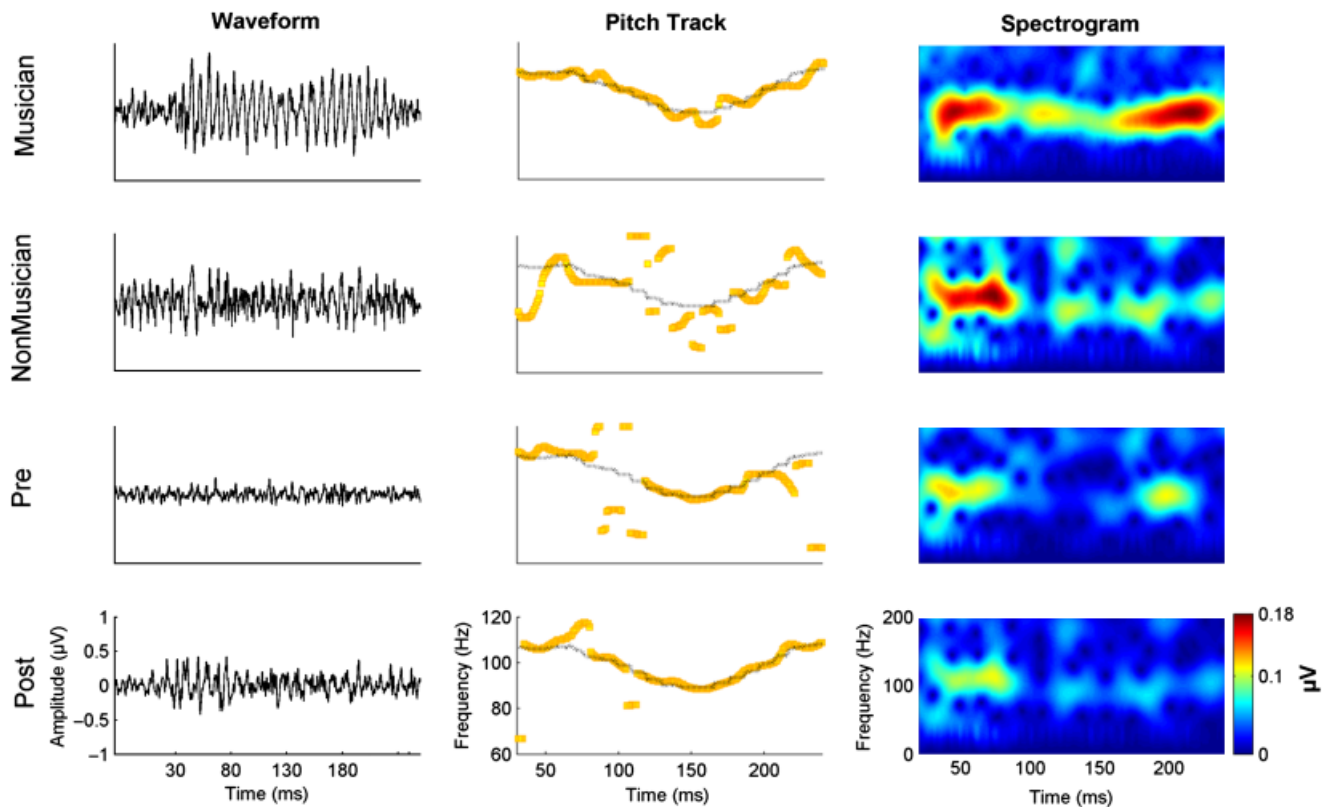 Waveform Pitch Track Spectrogram
Musician
NonMusician
Pre
Post
Amplitude (μV)
1
0.5
0
−0.5
−1
30 80 130 180
Time (ms)
Frequency (Hz)
120
100
80
60
50 100 150 200
Time (ms)
Frequency (Hz)
200
100
0
50 100 150 200
Time (ms)
0.18
0.1
0
μV